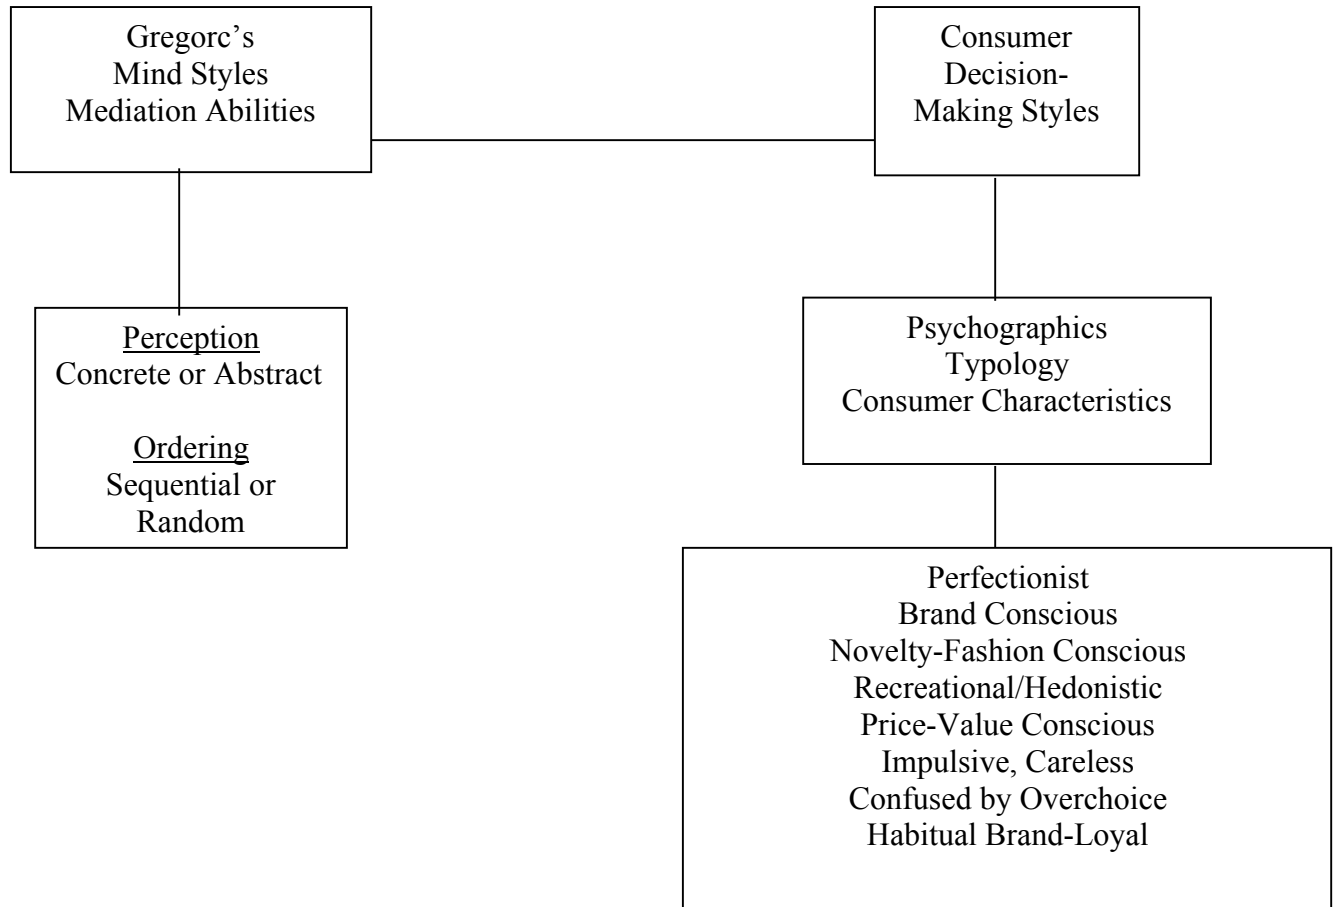 Gregorc's
Mind Styles
Mediation Abilities
Consumer
Decision-
Making Styles
Perception
Concrete or Abstract
Ordering
Sequential or
Random
Psychographics
Typology
Consumer Characteristics
Perfectionist
Brand Conscious
Novelty-Fashion Conscious
Recreational/Hedonistic
Price-Value Conscious
Impulsive, Careless
Confused by Overchoice
Habitual Brand-Loyal